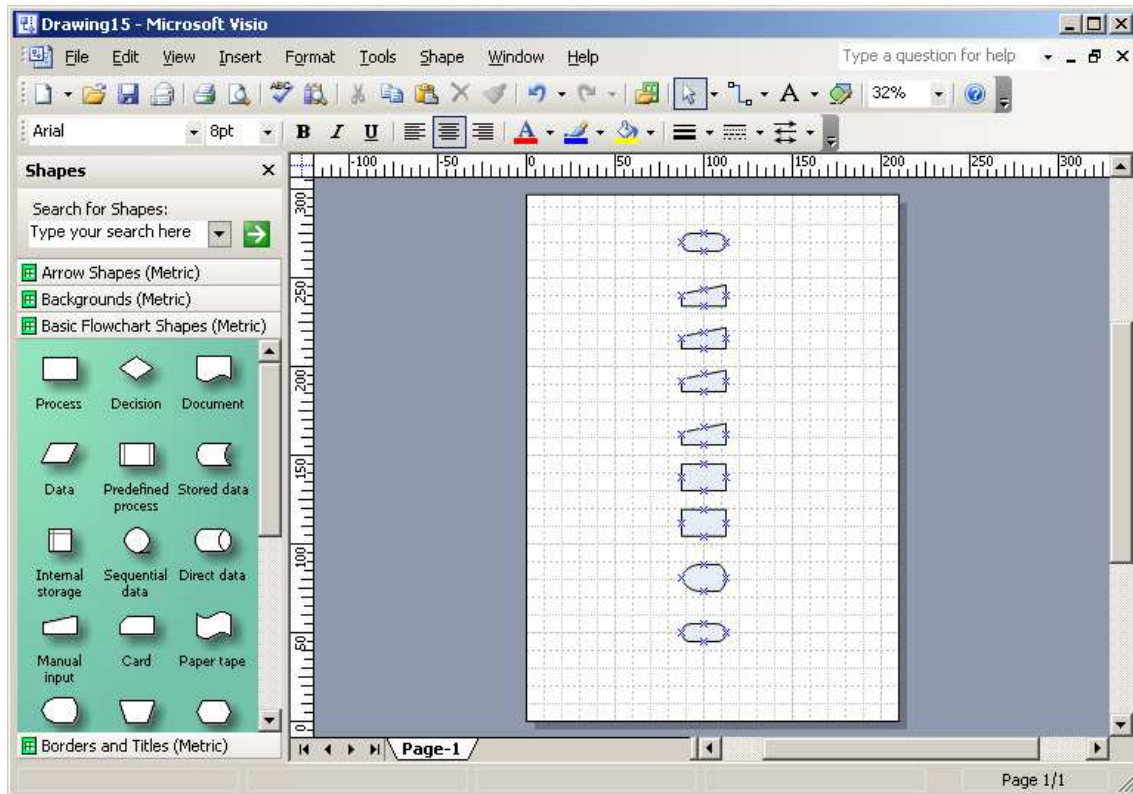 Drawing15 - Microsoft Visio
File Edit View Insert Format Tools Shape Window Help Type a question for help
ABC A 32%
Arial 8pt B I U A
Shapes
Search for Shapes:
Type your search here
Arrow Shapes (Metric)
Backgrounds (Metric)
Basic Flowchart Shapes (Metric)
Process Decision Document
Data Predefined process Stored data
Internal storage Sequential data Direct data
Manual input Card Paper tape
Borders and Titles (Metric)
-100 -50 0 50 100 150 200 250 300
300
250
200
150
100
50
0
Page-1
Page 1/1